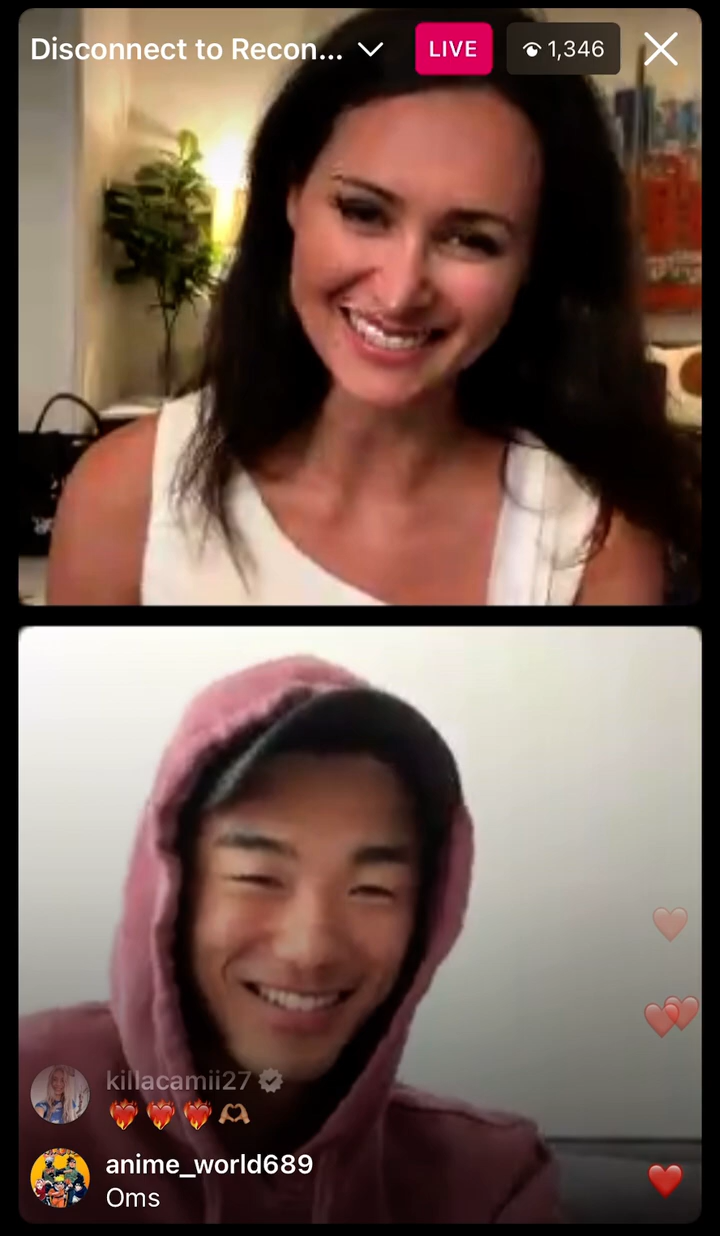 Disconnect to Recon...
LIVE
1,346
killacamii27
❤️‍🔥❤️‍🔥❤️‍🔥🫶🏽
anime_world689
Oms